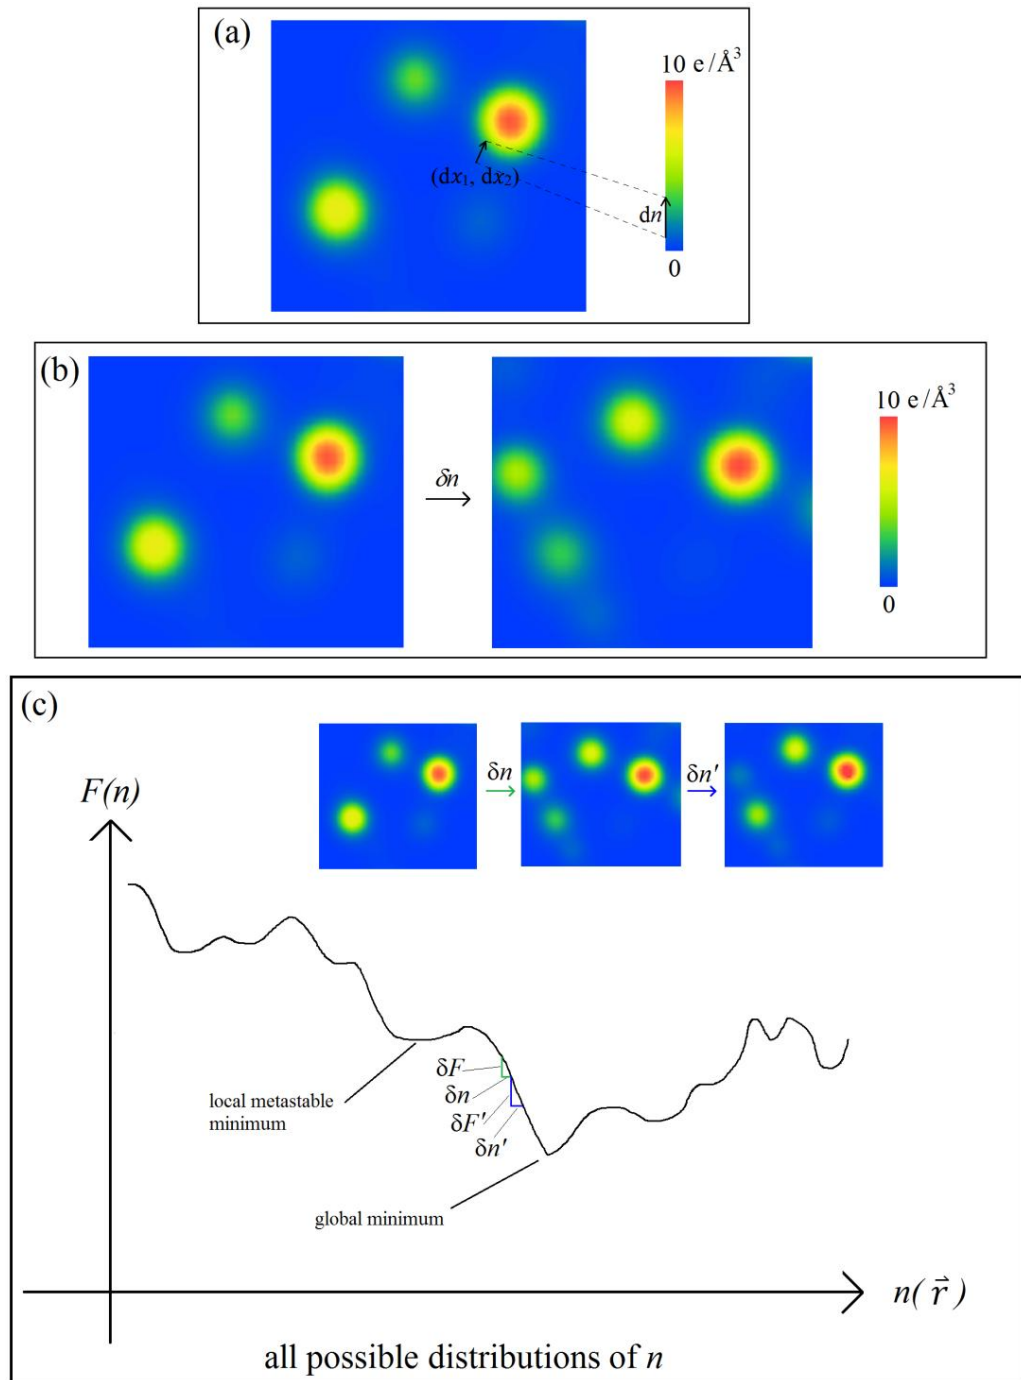 (a)
10 e/Å³
(dx₁, dx₂)
dn
0
(b)
10 e/Å³
δn
0
(c)
δn
δn'
F(n)
δF
δn
δF'
δn'
local metastable
minimum
global minimum
n(r⃗)
all possible distributions of n